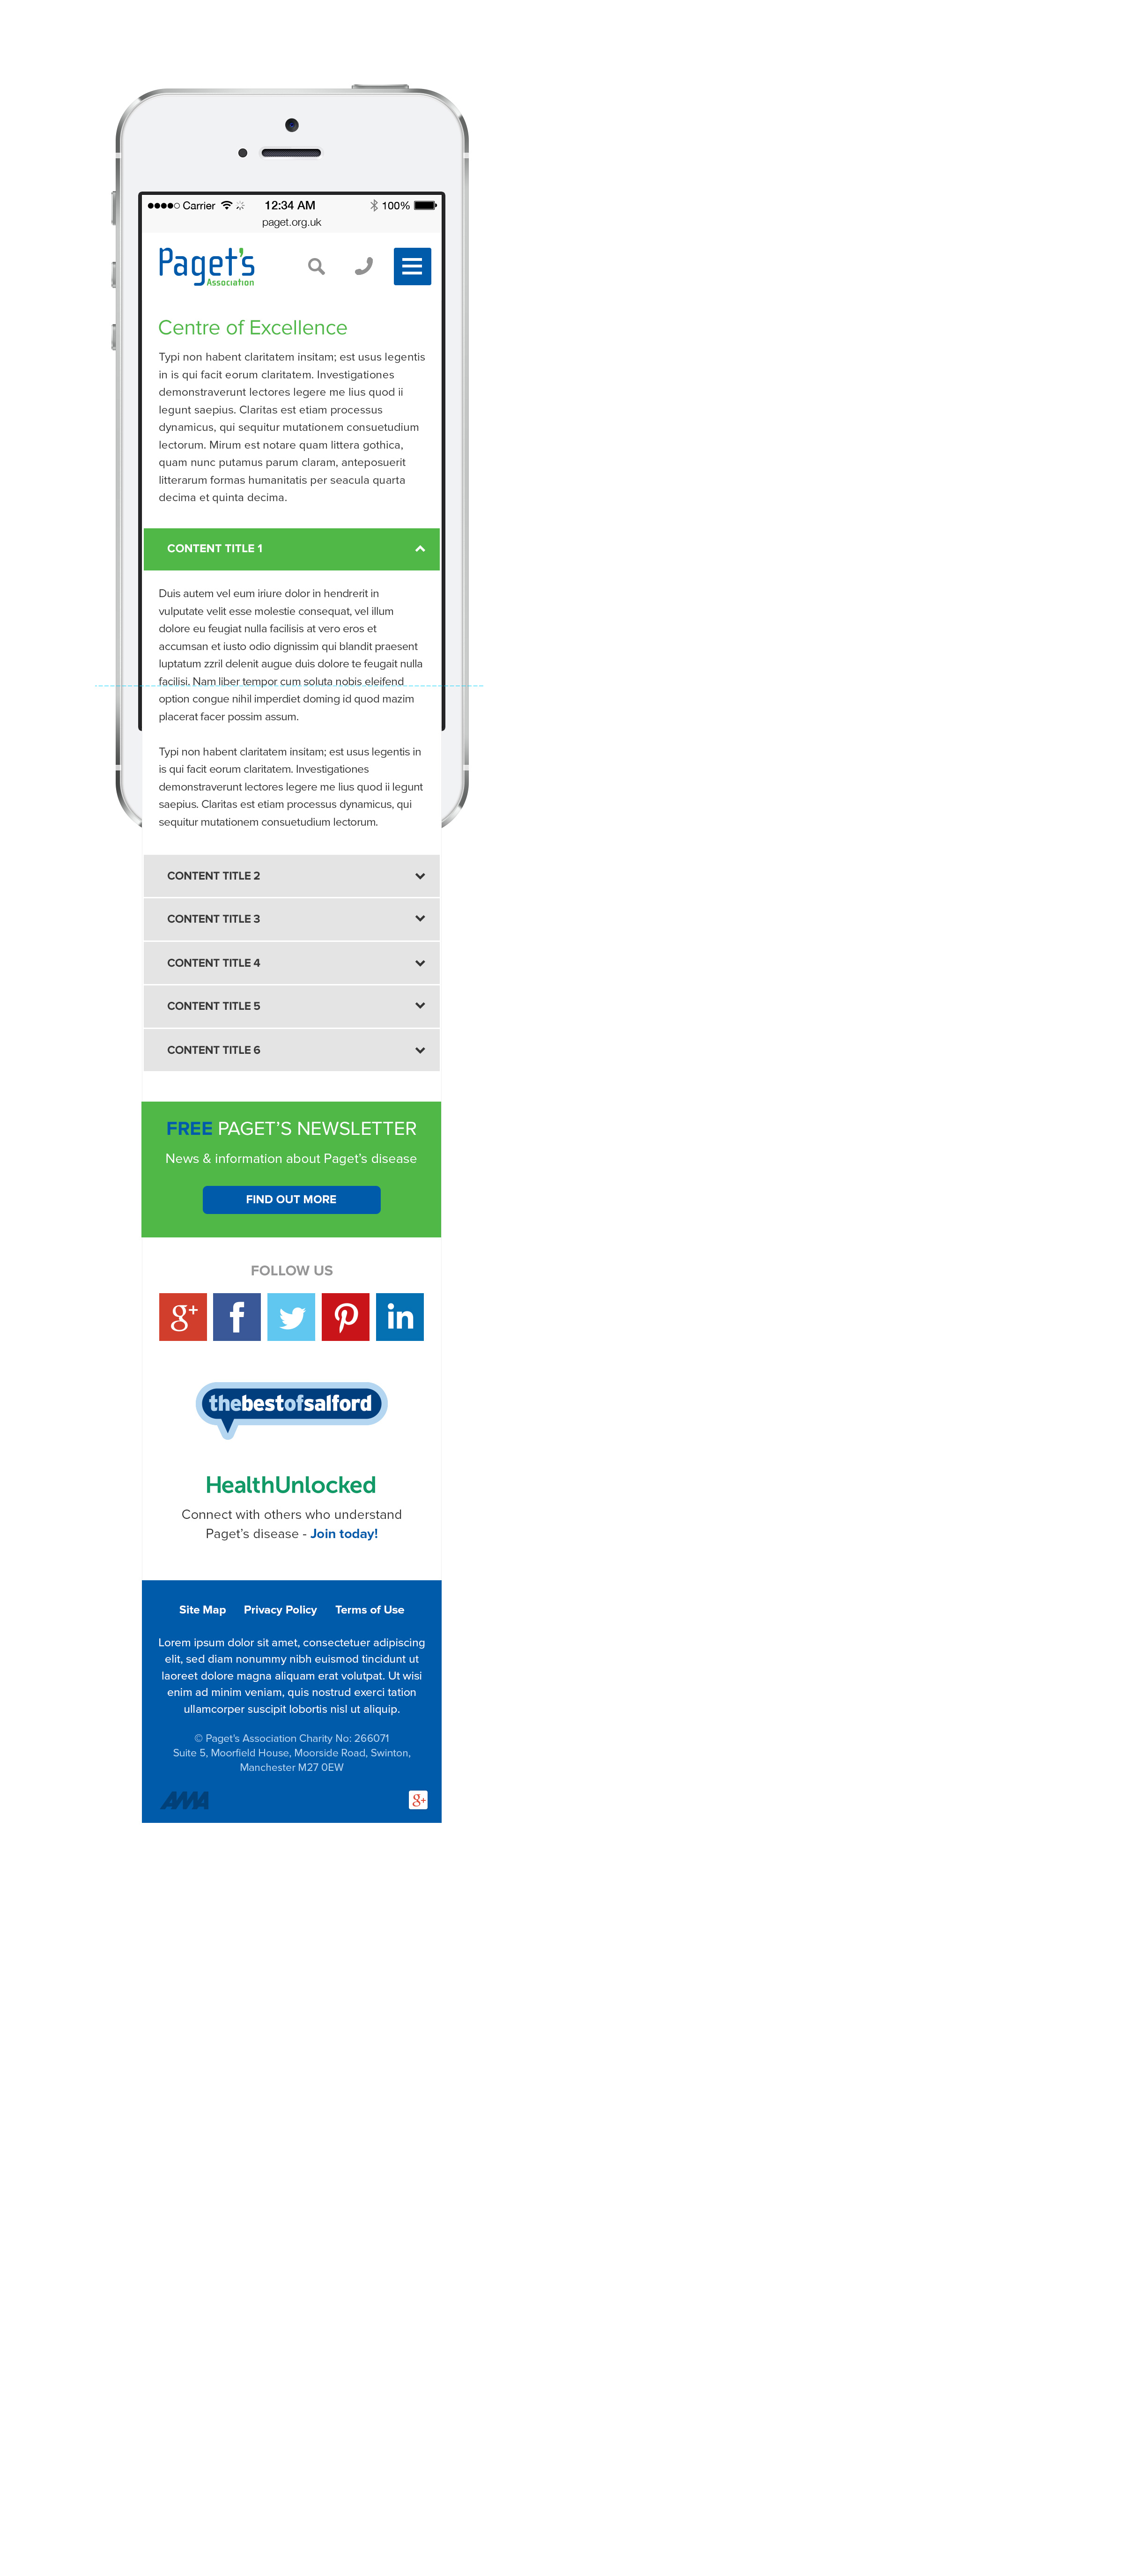 Carrier 12:34 AM 100%
paget.org.uk
Paget's
Association
Centre of Excellence
Typi non habent claritatem insitam; est usus legentis
in is qui facit eorum claritatem. Investigationes
demonstraverunt lectores legere me lius quod ii
legunt saepius. Claritas est etiam processus
dynamicus, qui sequitur mutationem consuetudium
lectorum. Mirum est notare quam littera gothica,
quam nunc putamus parum claram, anteposuerit
litterarum formas humanitatis per seacula quarta
decima et quinta decima.
CONTENT TITLE 1
Duis autem vel eum iriure dolor in hendrerit in
vulputate velit esse molestie consequat, vel illum
dolore eu feugiat nulla facilisis at vero eros et
accumsan et iusto odio dignissim qui blandit praesent
luptatum zzril delenit augue duis dolore te feugait nulla
facilisi. Nam liber tempor cum soluta nobis eleifend
option congue nihil imperdiet doming id quod mazim
placerat facer possim assum.
Typi non habent claritatem insitam; est usus legentis in
is qui facit eorum claritatem. Investigationes
demonstraverunt lectores legere me lius quod ii legunt
saepius. Claritas est etiam processus dynamicus, qui
sequitur mutationem consuetudium lectorum.
CONTENT TITLE 2
CONTENT TITLE 3
CONTENT TITLE 4
CONTENT TITLE 5
CONTENT TITLE 6
FREE PAGET'S NEWSLETTER
News & information about Paget's disease
FIND OUT MORE
FOLLOW US
g+ f in
thebestofsalford
HealthUnlocked
Connect with others who understand
Paget's disease - Join today!
Site Map Privacy Policy Terms of Use
Lorem ipsum dolor sit amet, consectetuer adipiscing
elit, sed diam nonummy nibh euismod tincidunt ut
laoreet dolore magna aliquam erat volutpat. Ut wisi
enim ad minim veniam, quis nostrud exerci tation
ullamcorper suscipit lobortis nisl ut aliquip.
© Paget's Association Charity No: 266071
Suite 5, Moorfield House, Moorside Road, Swinton,
Manchester M27 0EW
AMA g+